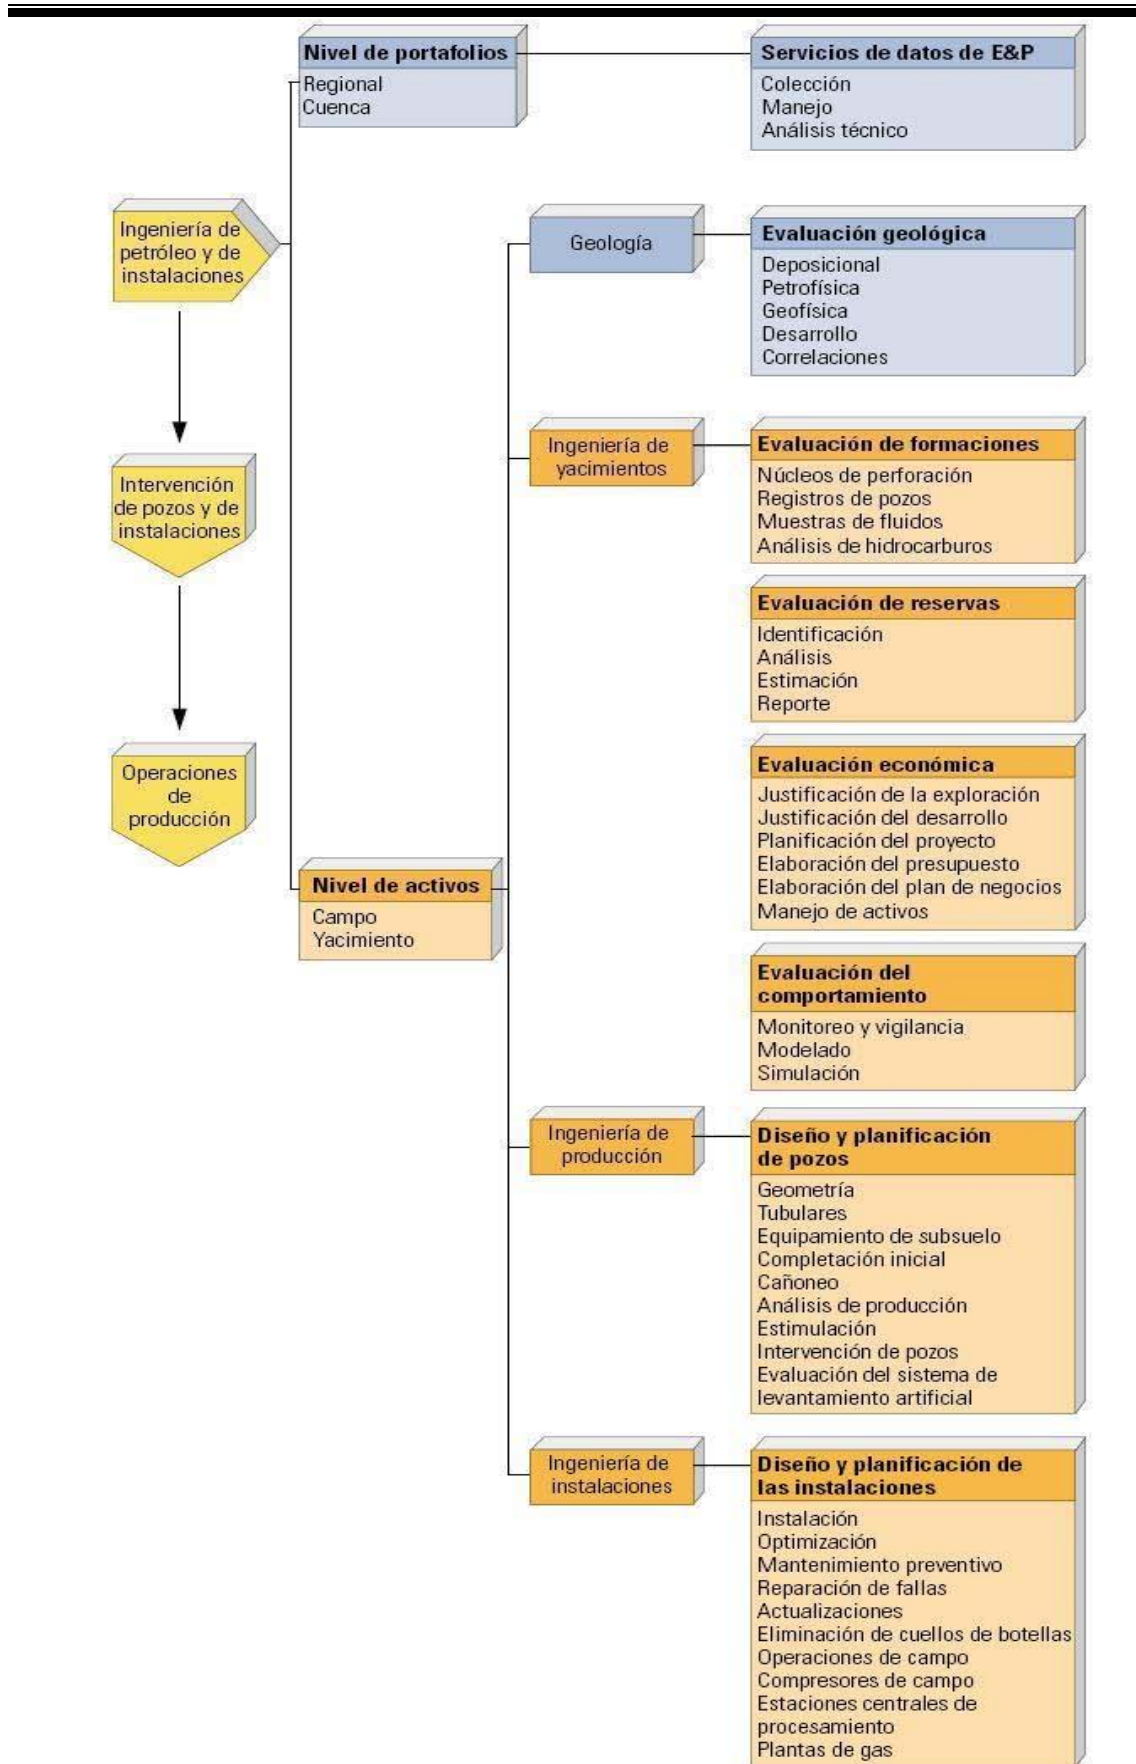 Nivel de portafolios
Regional
Cuenca
Servicios de datos de E&P
Colección
Manejo
Análisis técnico
Ingeniería de
petróleo y de
instalaciones
Geología
Evaluación geológica
Deposicional
Petrofísica
Geofísica
Desarrollo
Correlaciones
Ingeniería de
yacimientos
Evaluación de formaciones
Núcleos de perforación
Registros de pozos
Muestras de fluidos
Análisis de hidrocarburos
Intervención
de pozos y de
instalaciones
Evaluación de reservas
Identificación
Análisis
Estimación
Reporte
Operaciones
de
producción
Evaluación económica
Justificación de la exploración
Justificación del desarrollo
Planificación del proyecto
Elaboración del presupuesto
Elaboración del plan de negocios
Manejo de activos
Nivel de activos
Campo
Yacimiento
Evaluación del
comportamiento
Monitoreo y vigilancia
Modelado
Simulación
Ingeniería de
producción
Diseño y planificación
de pozos
Geometría
Tubulares
Equipamiento de subsuelo
Completación inicial
Cañoneo
Análisis de producción
Estimulación
Intervención de pozos
Evaluación del sistema de
levantamiento artificial
Ingeniería de
instalaciones
Diseño y planificación de
las instalaciones
Instalación
Optimización
Mantenimiento preventivo
Reparación de fallas
Actualizaciones
Eliminación de cuellos de botellas
Operaciones de campo
Compresores de campo
Estaciones centrales de
procesamiento
Plantas de gas